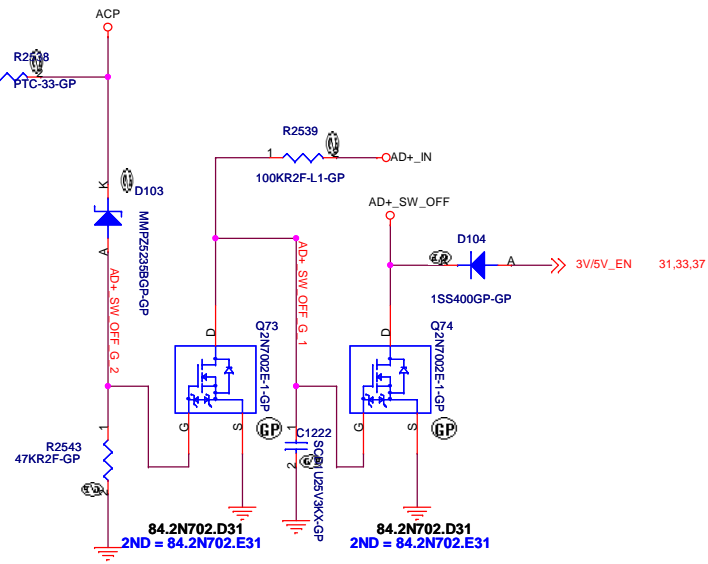 ACP
R2538
PTC-33-GP
K
D103
MMPZ5235BGP-GP
A
AD+_SW_OFF_G_2
1
R2543
47KR2F-GP
2
R2539
1
100KR2F-L1-GP
AD+_IN
AD+_SW_OFF_G_1
D
Q73
2N7002E-1-GP
G
S
GP
1
C1222
2
84.2N702.D31
2ND = 84.2N702.E31
AD+_SW_OFF
D104
A
1SS400GP-GP
3V/5V_EN
31,33,37
D
Q74
2N7002E-1-GP
G
S
GP
84.2N702.D31
2ND = 84.2N702.E31